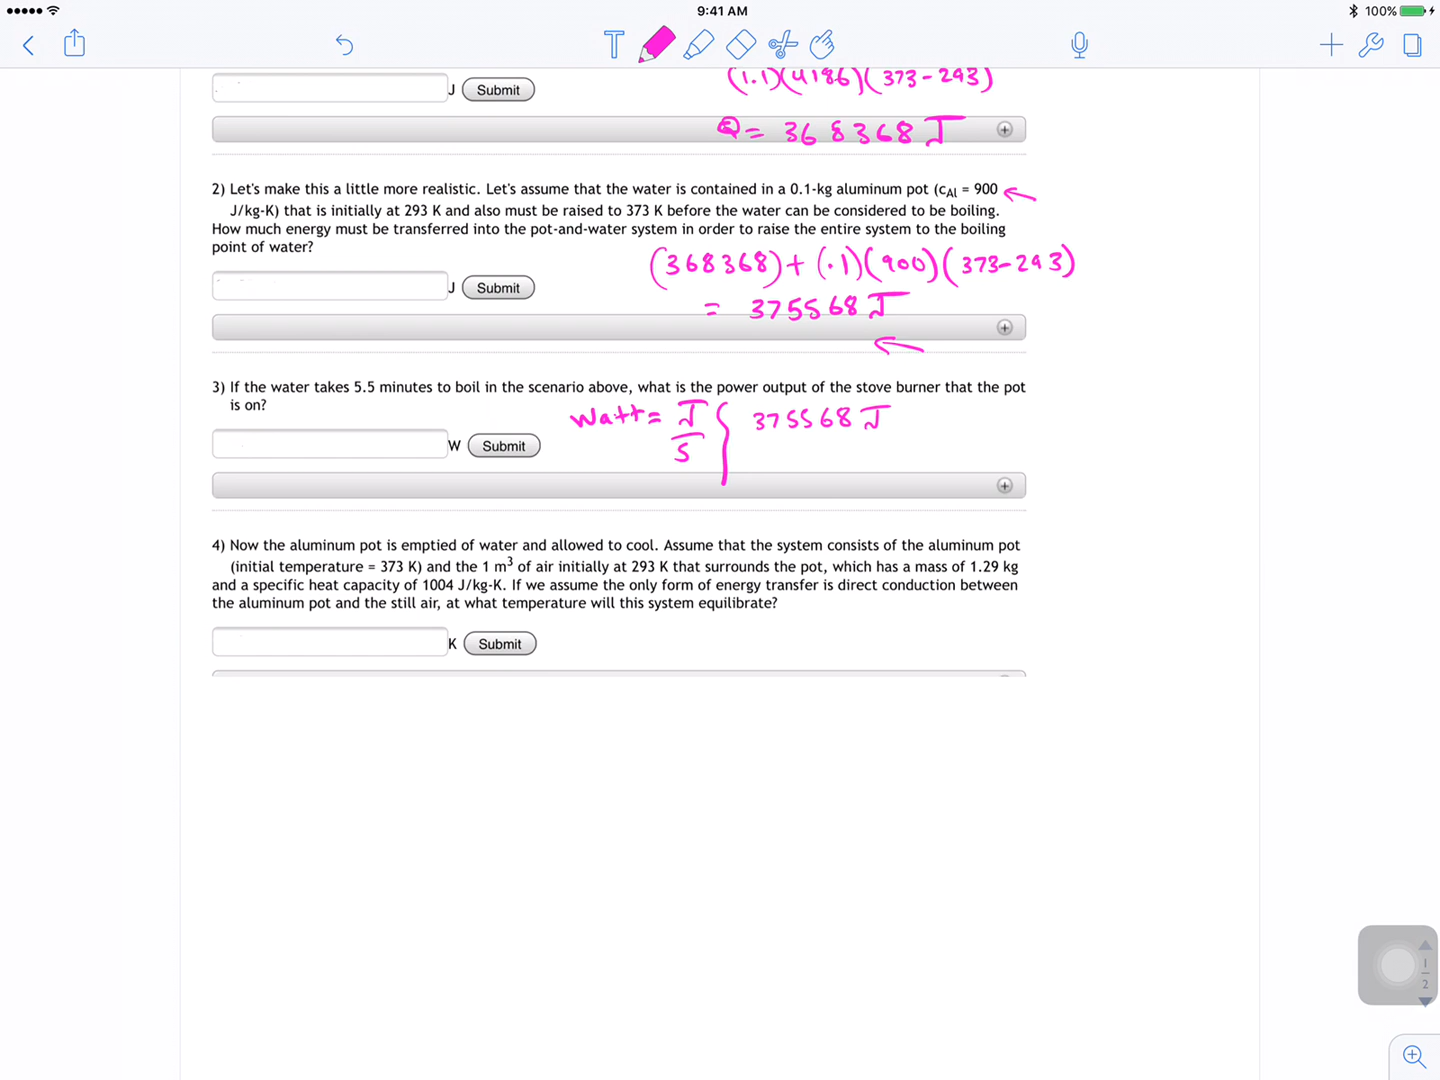 9:41 AM
100%
T
(1.1)(4186)(373-293)
J Submit
Q= 368368 J
2) Let's make this a little more realistic. Let's assume that the water is contained in a 0.1-kg aluminum pot (cAl = 900
J/kg-K) that is initially at 293 K and also must be raised to 373 K before the water can be considered to be boiling.
How much energy must be transferred into the pot-and-water system in order to raise the entire system to the boiling
point of water?
(368368)+(.1)(900)(373-293)
J Submit
= 375568 J
3) If the water takes 5.5 minutes to boil in the scenario above, what is the power output of the stove burner that the pot
is on?
Watt= J/S { 375568 J
W Submit
4) Now the aluminum pot is emptied of water and allowed to cool. Assume that the system consists of the aluminum pot
(initial temperature = 373 K) and the 1 m³ of air initially at 293 K that surrounds the pot, which has a mass of 1.29 kg
and a specific heat capacity of 1004 J/kg-K. If we assume the only form of energy transfer is direct conduction between
the aluminum pot and the still air, at what temperature will this system equilibrate?
K Submit
1
2